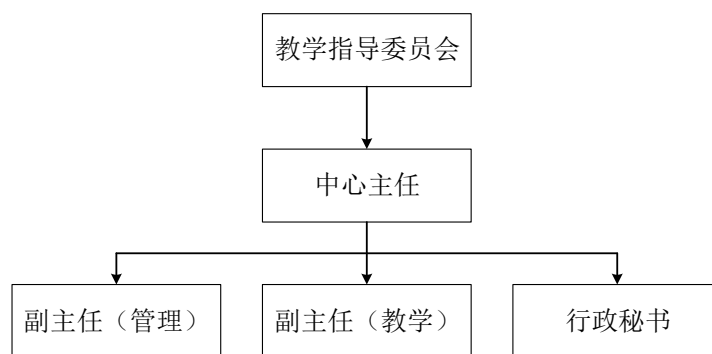 教学指导委员会
中心主任
副主任（管理）
副主任（教学）
行政秘书